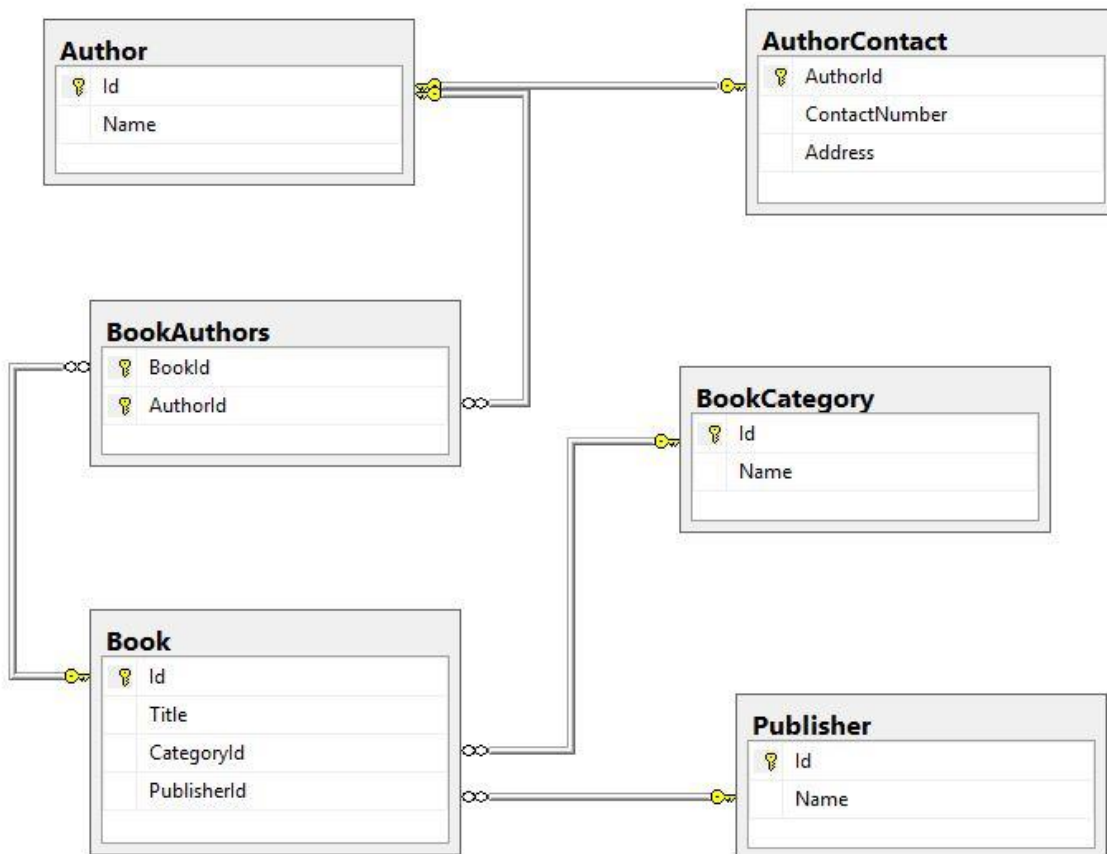 Author
Id
Name
AuthorContact
AuthorId
ContactNumber
Address
BookAuthors
BookId
AuthorId
BookCategory
Id
Name
Book
Id
Title
CategoryId
PublisherId
Publisher
Id
Name